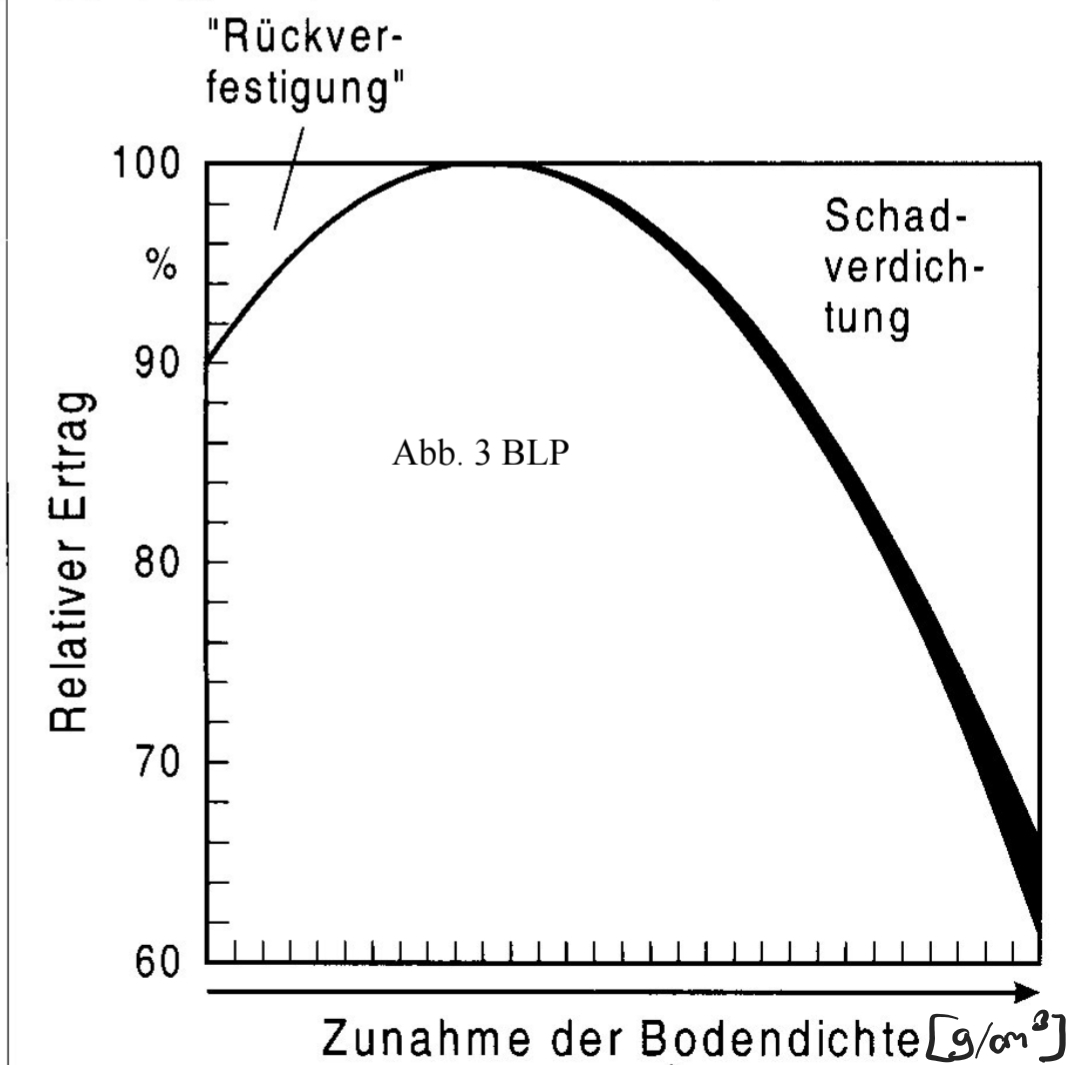 "Rückver-
festigung"
100
%
90
80
70
60
Relativer Ertrag
Schad-
verdich-
tung
Abb. 3 BLP
Zunahme der Bodendichte [g/cm³]